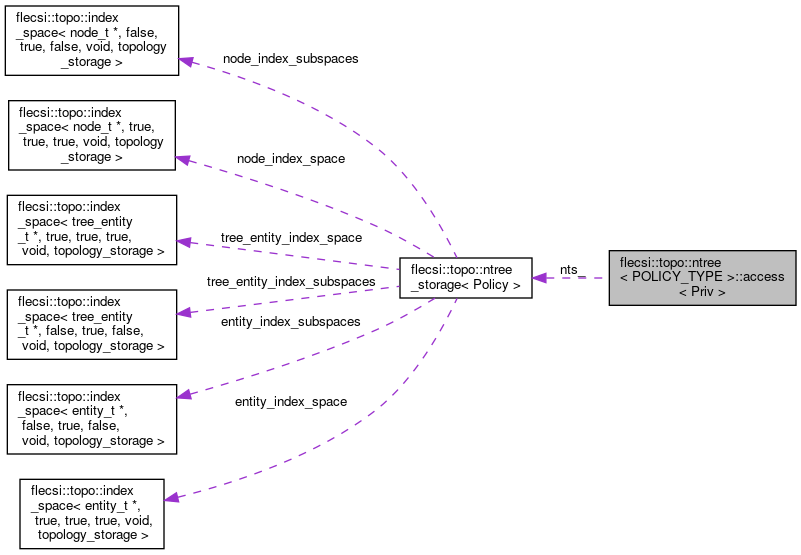 flecsi::topo::index
_space< node_t *, false,
true, false, void, topology
_storage >
node_index_subspaces
flecsi::topo::index
_space< node_t *, true,
true, true, void, topology
_storage >
node_index_space
flecsi::topo::index
_space< tree_entity
_t *, true, true, true,
void, topology_storage >
tree_entity_index_space
flecsi::topo::ntree
_storage< Policy >
nts_
flecsi::topo::ntree
< POLICY_TYPE >::access
< Priv >
tree_entity_index_subspaces
flecsi::topo::index
_space< tree_entity
_t *, false, true, false,
void, topology_storage >
entity_index_subspaces
flecsi::topo::index
_space< entity_t *,
false, true, false,
void, topology_storage >
entity_index_space
flecsi::topo::index
_space< entity_t *,
true, true, true, void,
topology_storage >